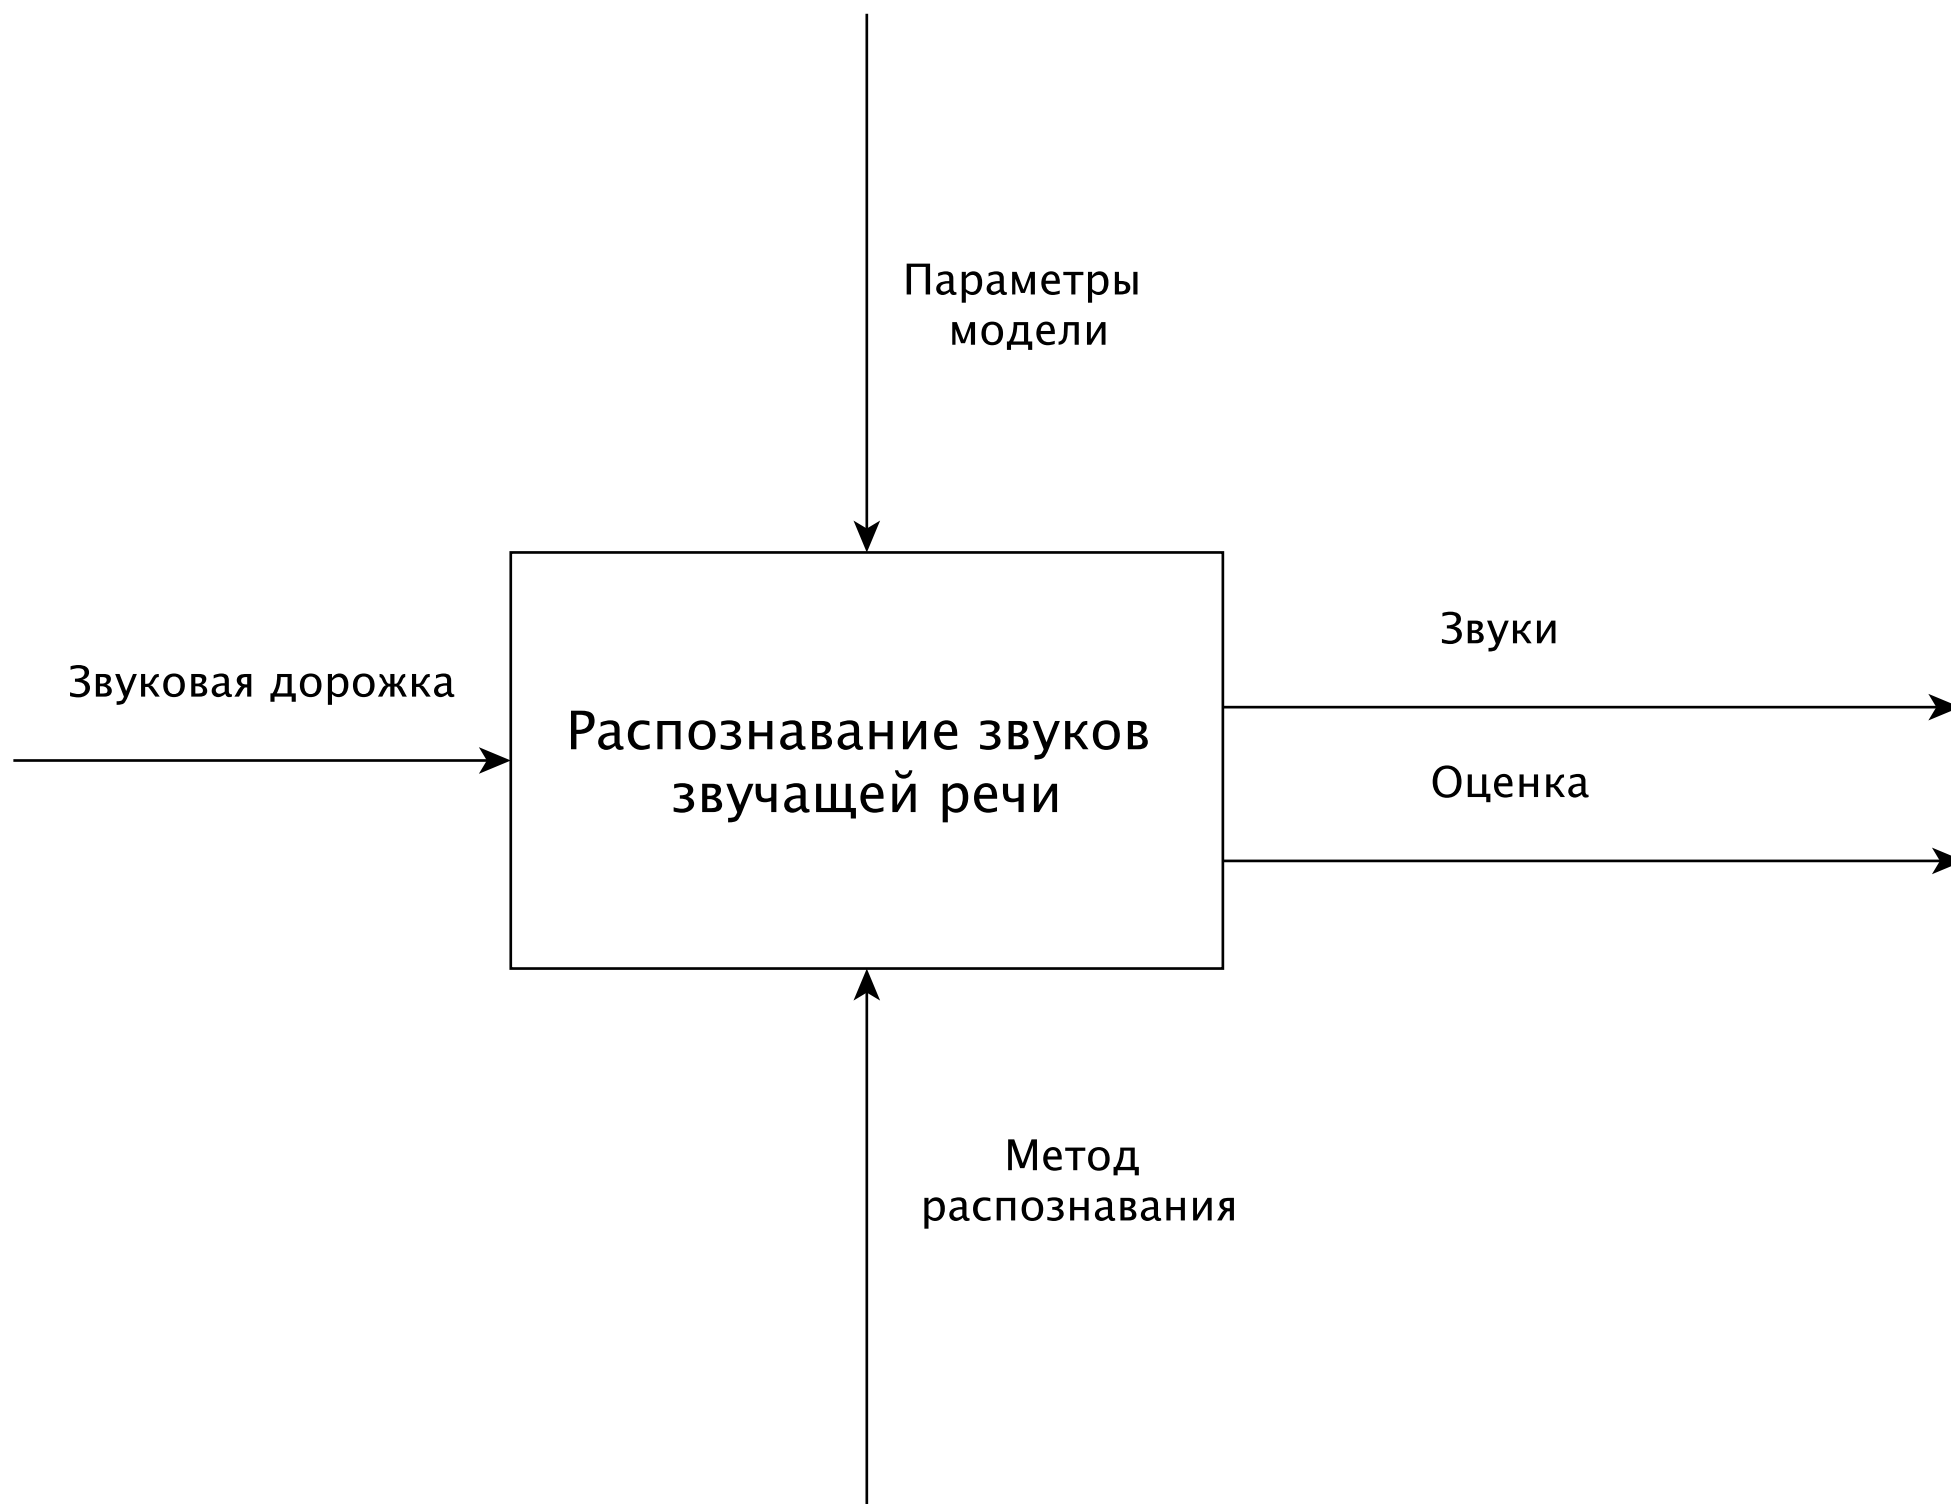 Параметры
модели
Звуковая дорожка
Распознавание звуков
звучащей речи
Звуки
Оценка
Метод
распознавания